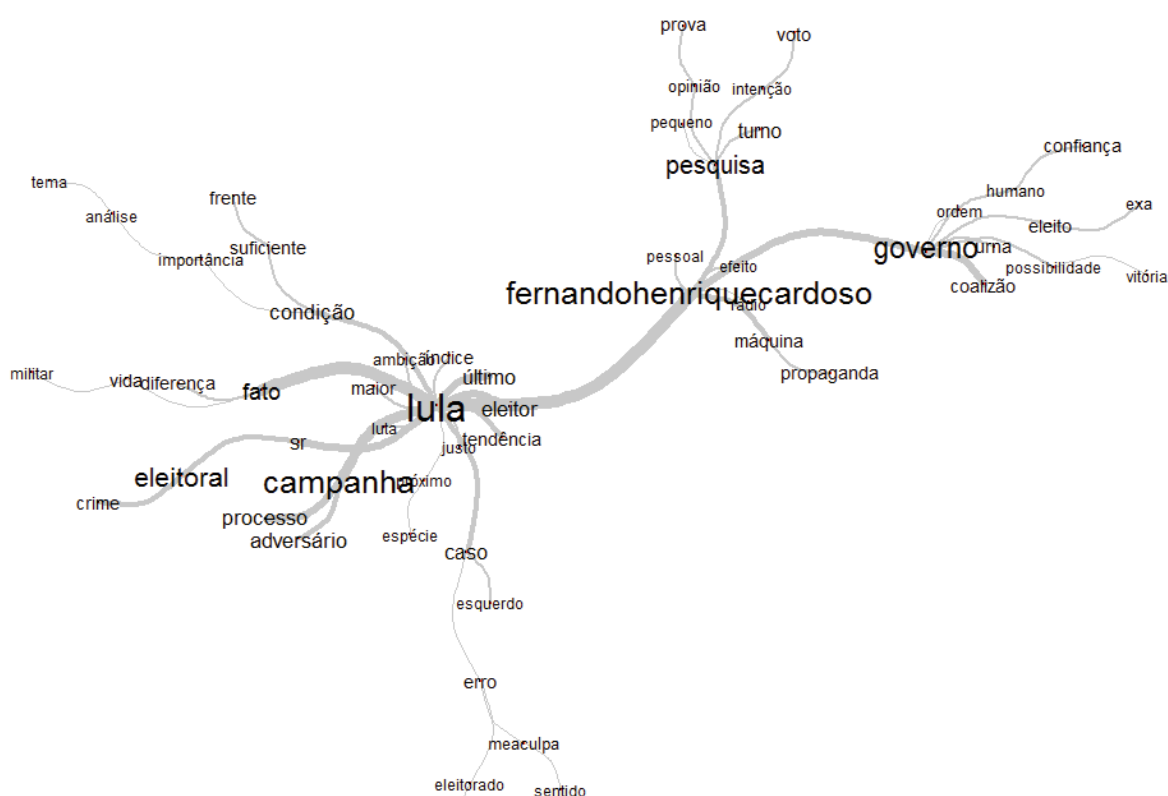 prova
voto
opinião
intenção
pequeno
turno
pesquisa
confiança
tema
frente
humano
exa
análise
ordem
eleito
suficiente
governo
urna
importância
pessoal
efeito
possibilidade
vitória
coalizão
fernandohenriquecardoso
rádio
condição
máquina
ambição
índice
militar
vida
diferença
fato
maior
último
propaganda
lula
eleitor
luta
tendência
sr
justo
eleitoral
campanha
próximo
crime
processo
adversário
espécie
caso
esquerdo
erro
meaculpa
eleitorado
sentido